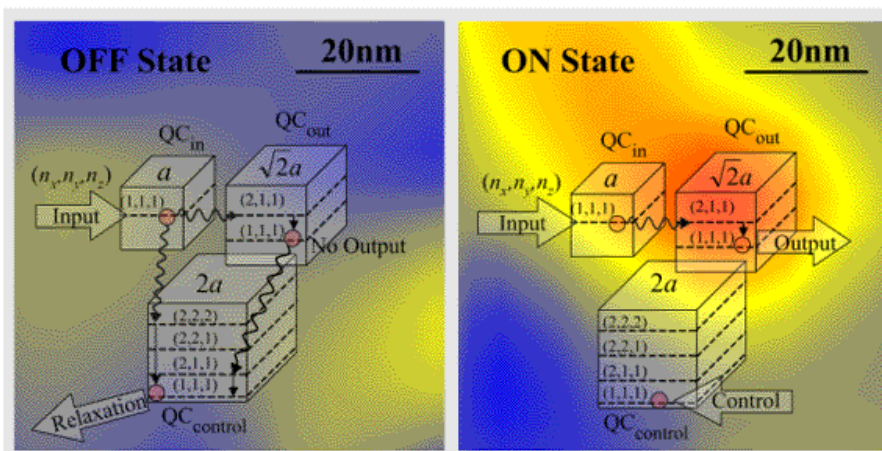 OFF State
20nm
QC_in
QC_out
a
√2a
(n_x,n_y,n_z)
(1,1,1)
(2,1,1)
Input
(1,1,1)
No Output
2a
(2,2,2)
(2,2,1)
(2,1,1)
(1,1,1)
Relaxation
QC_control
ON State
20nm
QC_in
QC_out
a
√2a
(n_x,n_y,n_z)
(1,1,1)
(2,1,1)
Input
(1,1,1)
Output
2a
(2,2,2)
(2,2,1)
(2,1,1)
(1,1,1)
Control
QC_control